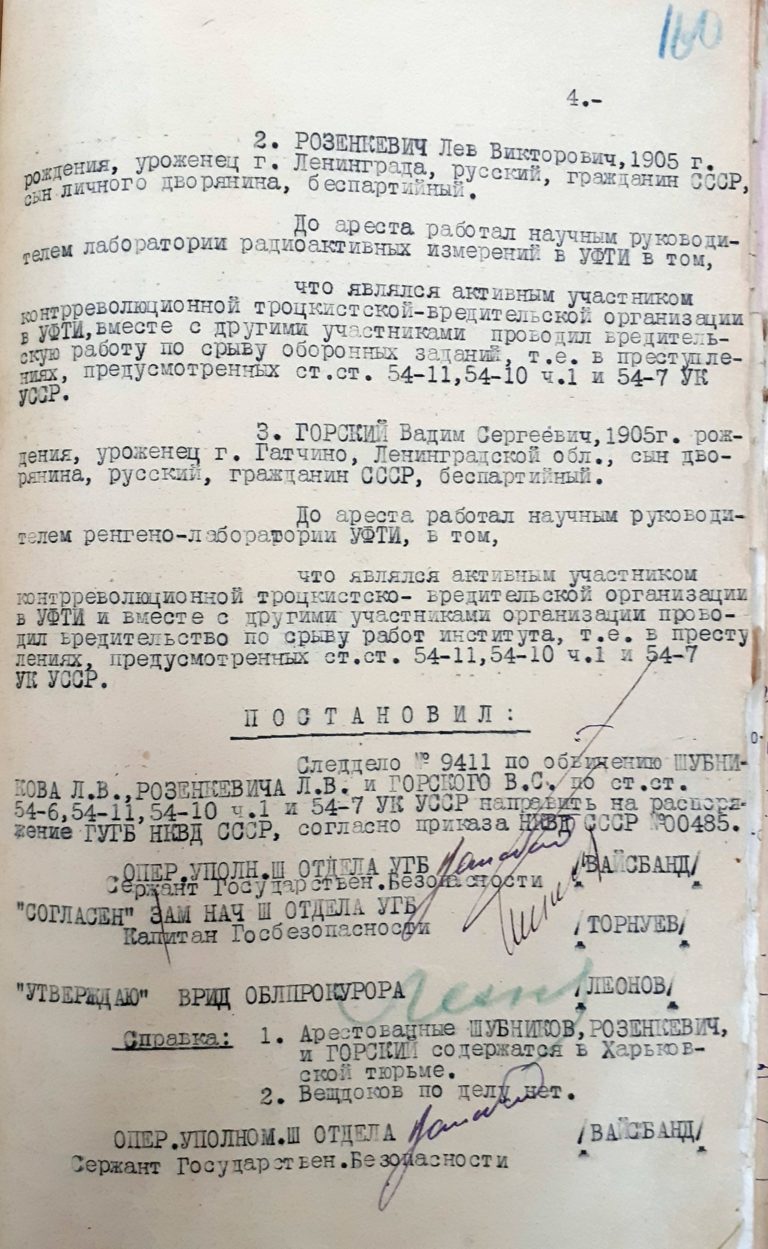 160
4.-
2. РОЗЕНКЕВИЧ Лев Викторович,1905 г.
рождения, уроженец г. Ленинграда, русский, гражданин СССР,
сын личного дворянина, беспартийный.
До ареста работал научным руководи-
телем лаборатории радиоактивных измерений в УФТИ в том,
что являлся активным участником
контрреволюционной троцкистской-вредительской организации
в УФТИ,вместе с другими участниками проводил вредитель-
скую работу по срыву оборонных заданий, т.е. в преступле-
ниях, предусмотренных ст.ст. 54-11,54-10 ч.1 и 54-7 УК
УССР.
3. ГОРСКИЙ Вадим Сергеевич,1905г. рож-
дения, уроженец г. Гатчино, Ленинградской обл., сын дво-
рянина, русский, гражданин СССР, беспартийный.
До ареста работал научным руководи-
телем ренгено-лаборатории УФТИ, в том,
что являлся активным участником
контрреволюционной троцкистско- вредительской организации
в УФТИ и вместе с другими участниками организации прово-
дил вредительство по срыву работ института, т.е. в престу
лениях, предусмотренных ст.ст. 54-11,54-10 ч.1 и 54-7
УК УССР.
ПОСТАНОВИЛ:
Следдело № 9411 по обвинению ШУБНИ-
КОВА Л.В.,РОЗЕНКЕВИЧА Л.В. и ГОРСКОГО В.С. по ст.ст.
54-6,54-11,54-10 ч.1 и 54-7 УК УССР направить на распоря-
жение ГУГБ НКВД СССР, согласно приказа НКВД СССР №00485.
ОПЕР.УПОЛН.Ш ОТДЕЛА УГБ /ВАЙСБАНД/
Сержант Государствен.Безопасности
"СОГЛАСЕН" ЗАМ НАЧ Ш ОТДЕЛА УГБ
Капитан Госбезопасности /ТОРНУЕВ/
"УТВЕРЖДАЮ" ВРИД ОБЛПРОКУРОРА /ЛЕОНОВ/
Справка: 1. Арестованные ШУБНИКОВ,РОЗЕНКЕВИЧ,
и ГОРСКИЙ содержатся в Харьков-
ской тюрьме.
2. Вещдоков по делу нет.
ОПЕР.УПОЛНОМ.Ш ОТДЕЛА /ВАЙСБАНД/
Сержант Государствен.Безопасности